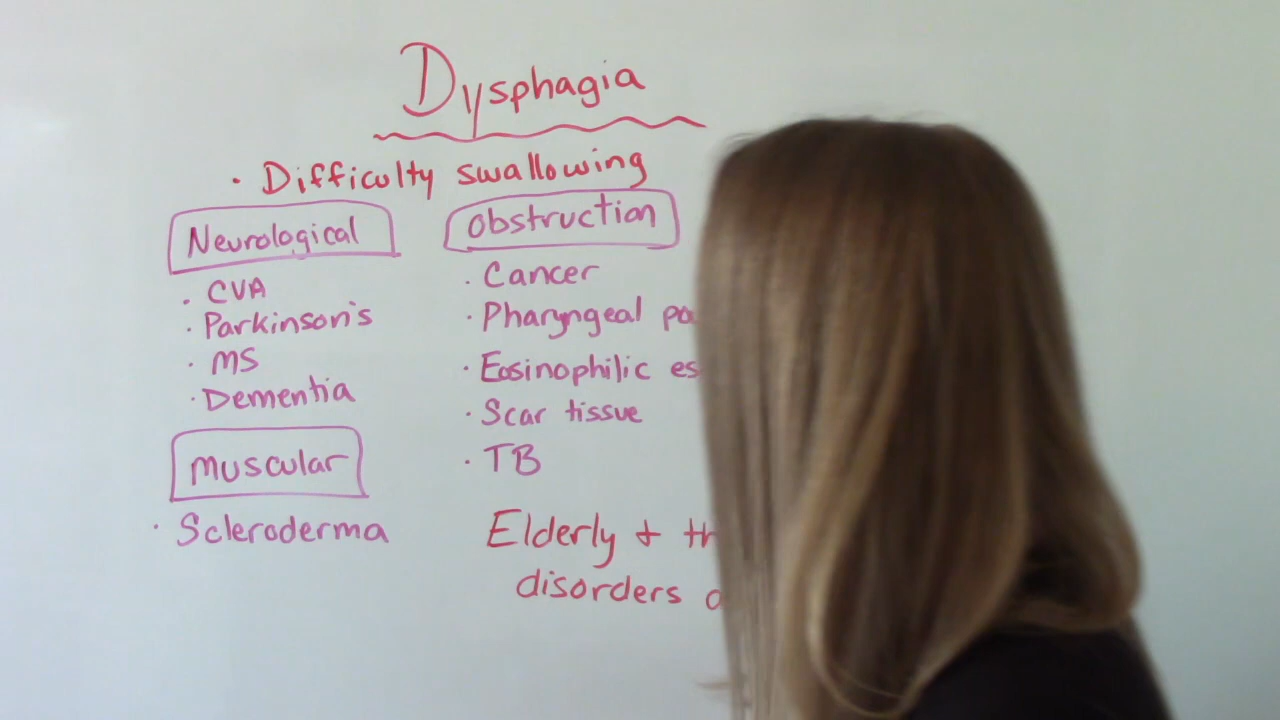 Dysphagia
· Difficulty swallowing
Neurological
· CVA
· Parkinson's
· MS
· Dementia
muscular
· Scleroderma
Obstruction
· Cancer
· Pharyngeal
· Eosinophilic
· Scar tissue
· TB
Elderly +
disorders